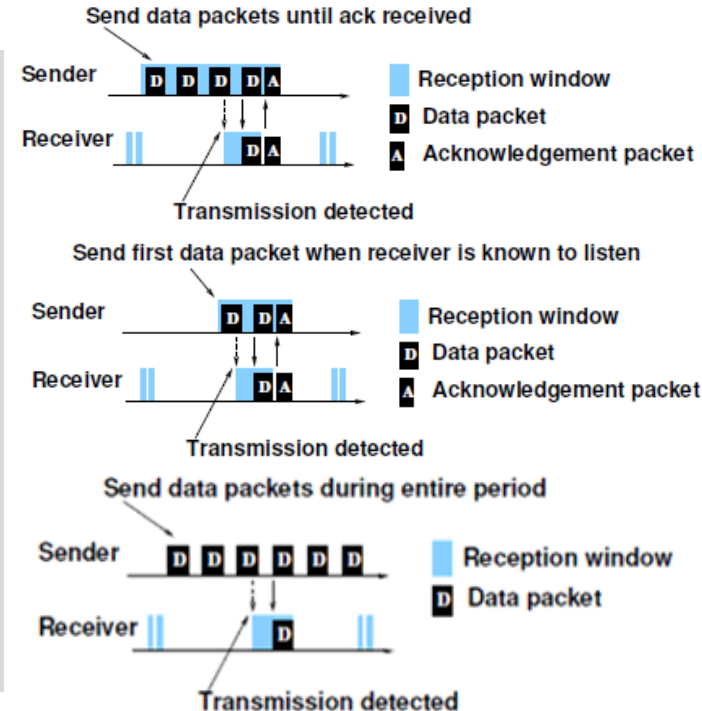 Send data packets until ack received
Sender
D D D D A
Reception window
D Data packet
Receiver
D A
A Acknowledgement packet
Transmission detected
Send first data packet when receiver is known to listen
Sender
D D A
Reception window
D Data packet
Receiver
D A
A Acknowledgement packet
Transmission detected
Send data packets during entire period
Sender
D D D D D D
Reception window
D Data packet
Receiver
D
Transmission detected